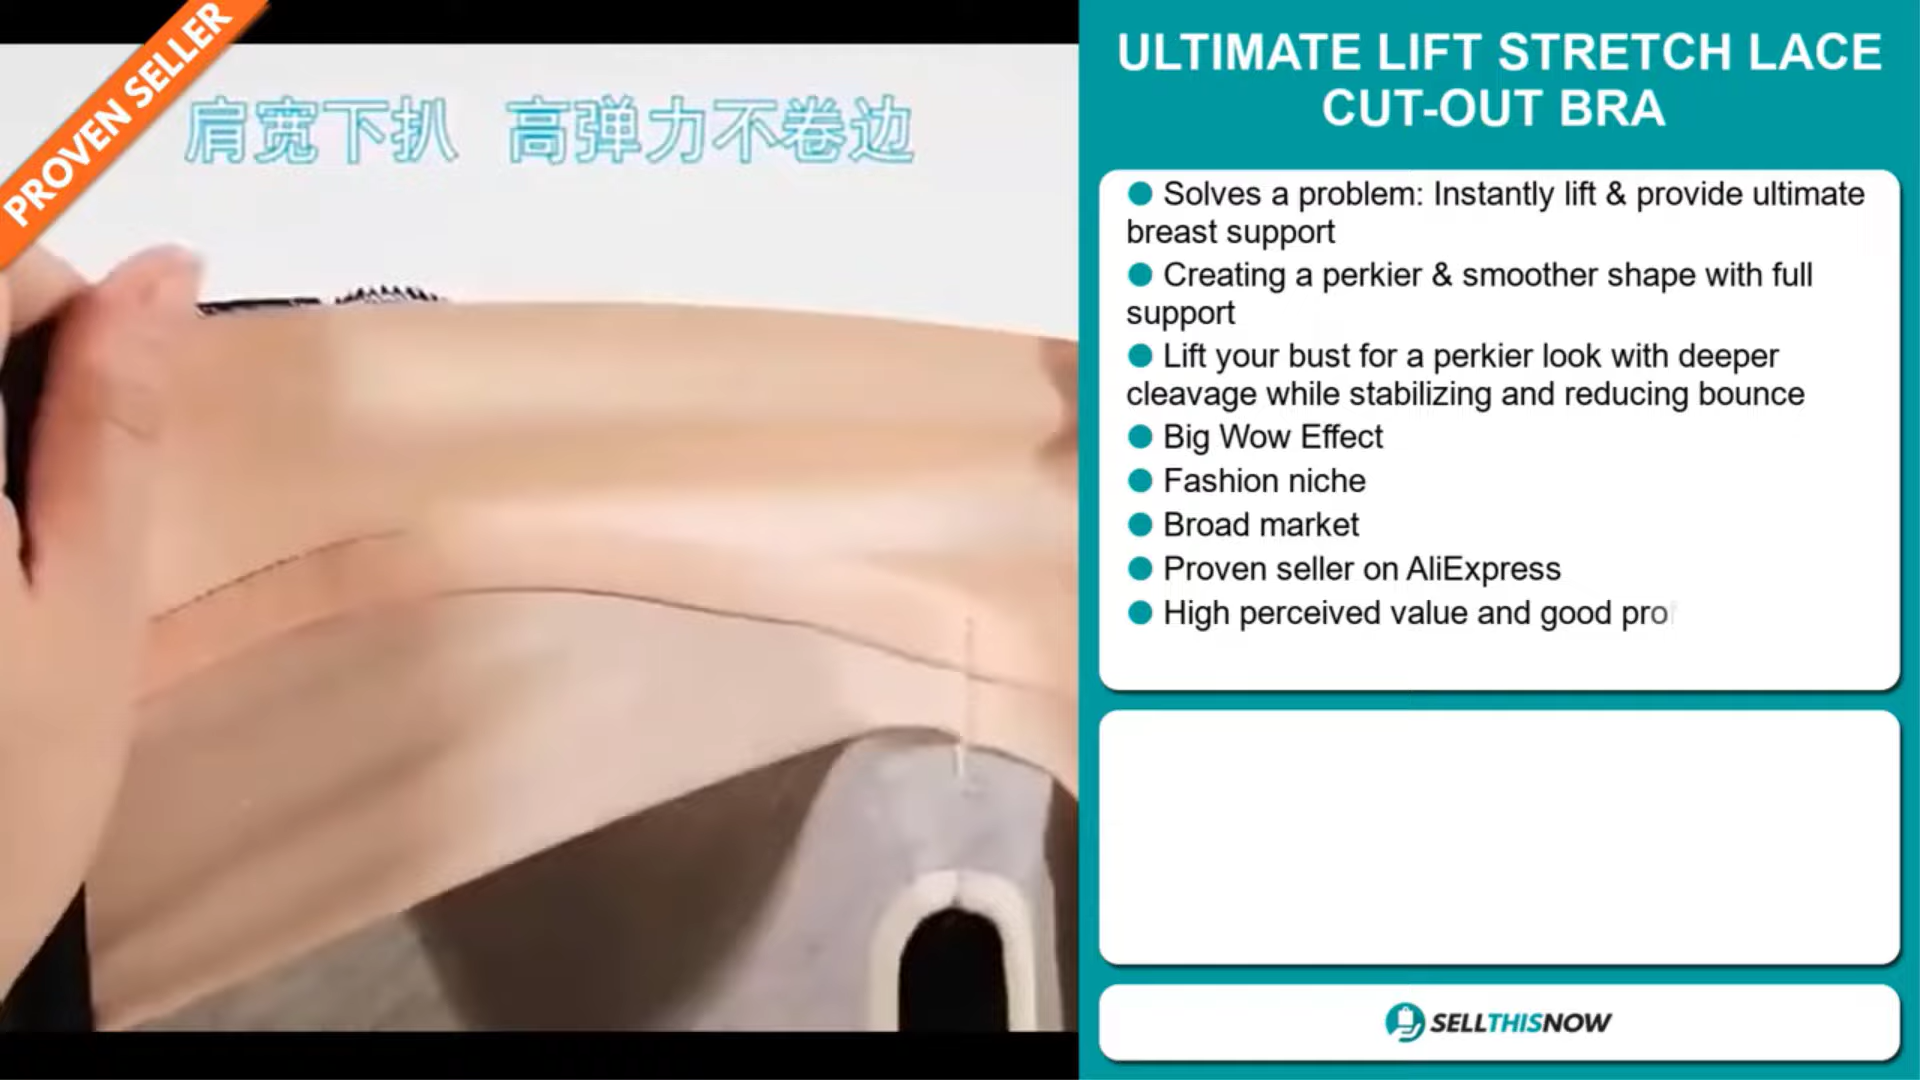 PROVEN SELLER
肩宽下扒 高弹力不卷边
ULTIMATE LIFT STRETCH LACE
CUT-OUT BRA
● Solves a problem: Instantly lift & provide ultimate
breast support
● Creating a perkier & smoother shape with full
support
● Lift your bust for a perkier look with deeper
cleavage while stabilizing and reducing bounce
● Big Wow Effect
● Fashion niche
● Broad market
● Proven seller on AliExpress
● High perceived value and good pro
SELLTHISNOW